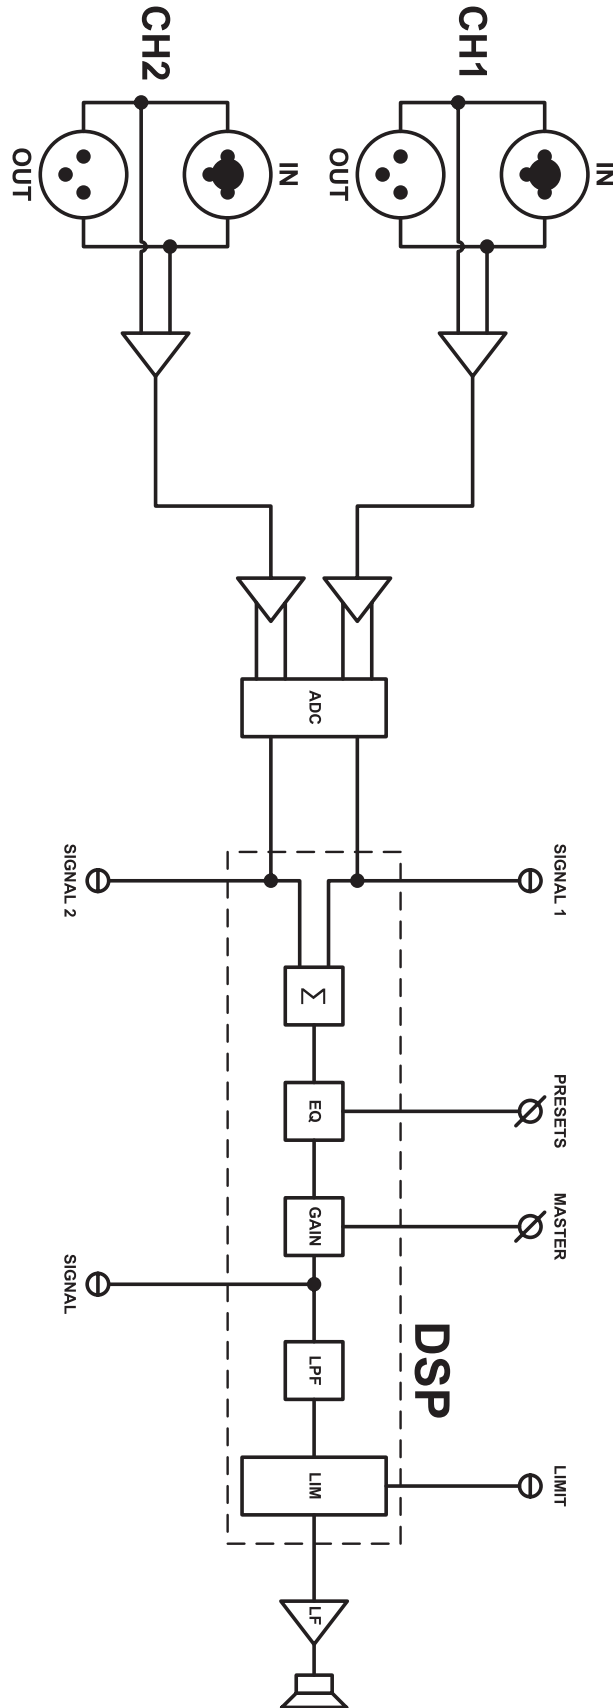 CH1
IN
OUT
CH2
IN
OUT
ADC
SIGNAL 1
SIGNAL 2
Σ
EQ
PRESETS
GAIN
MASTER
SIGNAL
DSP
LPF
LIM
LIMIT
LF